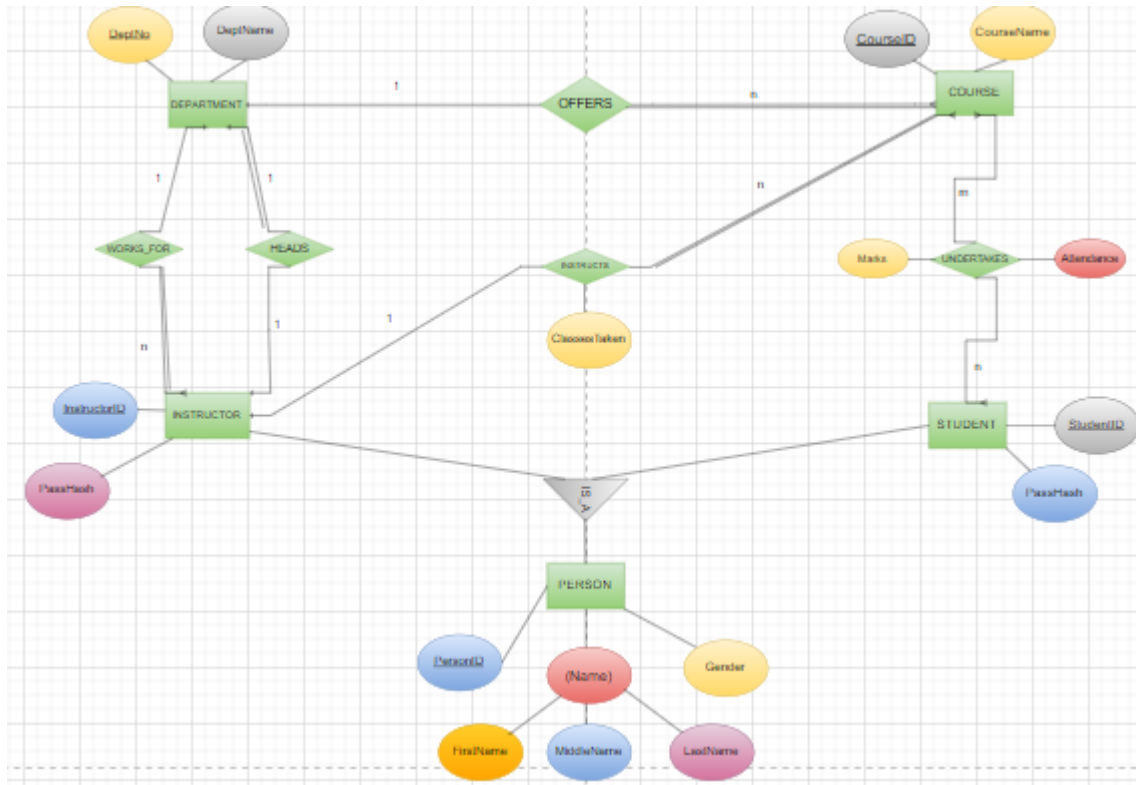 DeptNo
DeptName
CourseID
CourseName
DEPARTMENT
1
OFFERS
n
COURSE
1
1
n
m
WORKS_FOR
HEADS
INSTRUCTS
Marks
UNDERTAKES
Attendance
n
1
1
ClassesTaken
m
InstructorID
INSTRUCTOR
STUDENT
StudentID
PassHash
PassHash
IS_A
PERSON
PersonID
(Name)
Gender
FirstName
MiddleName
LastName